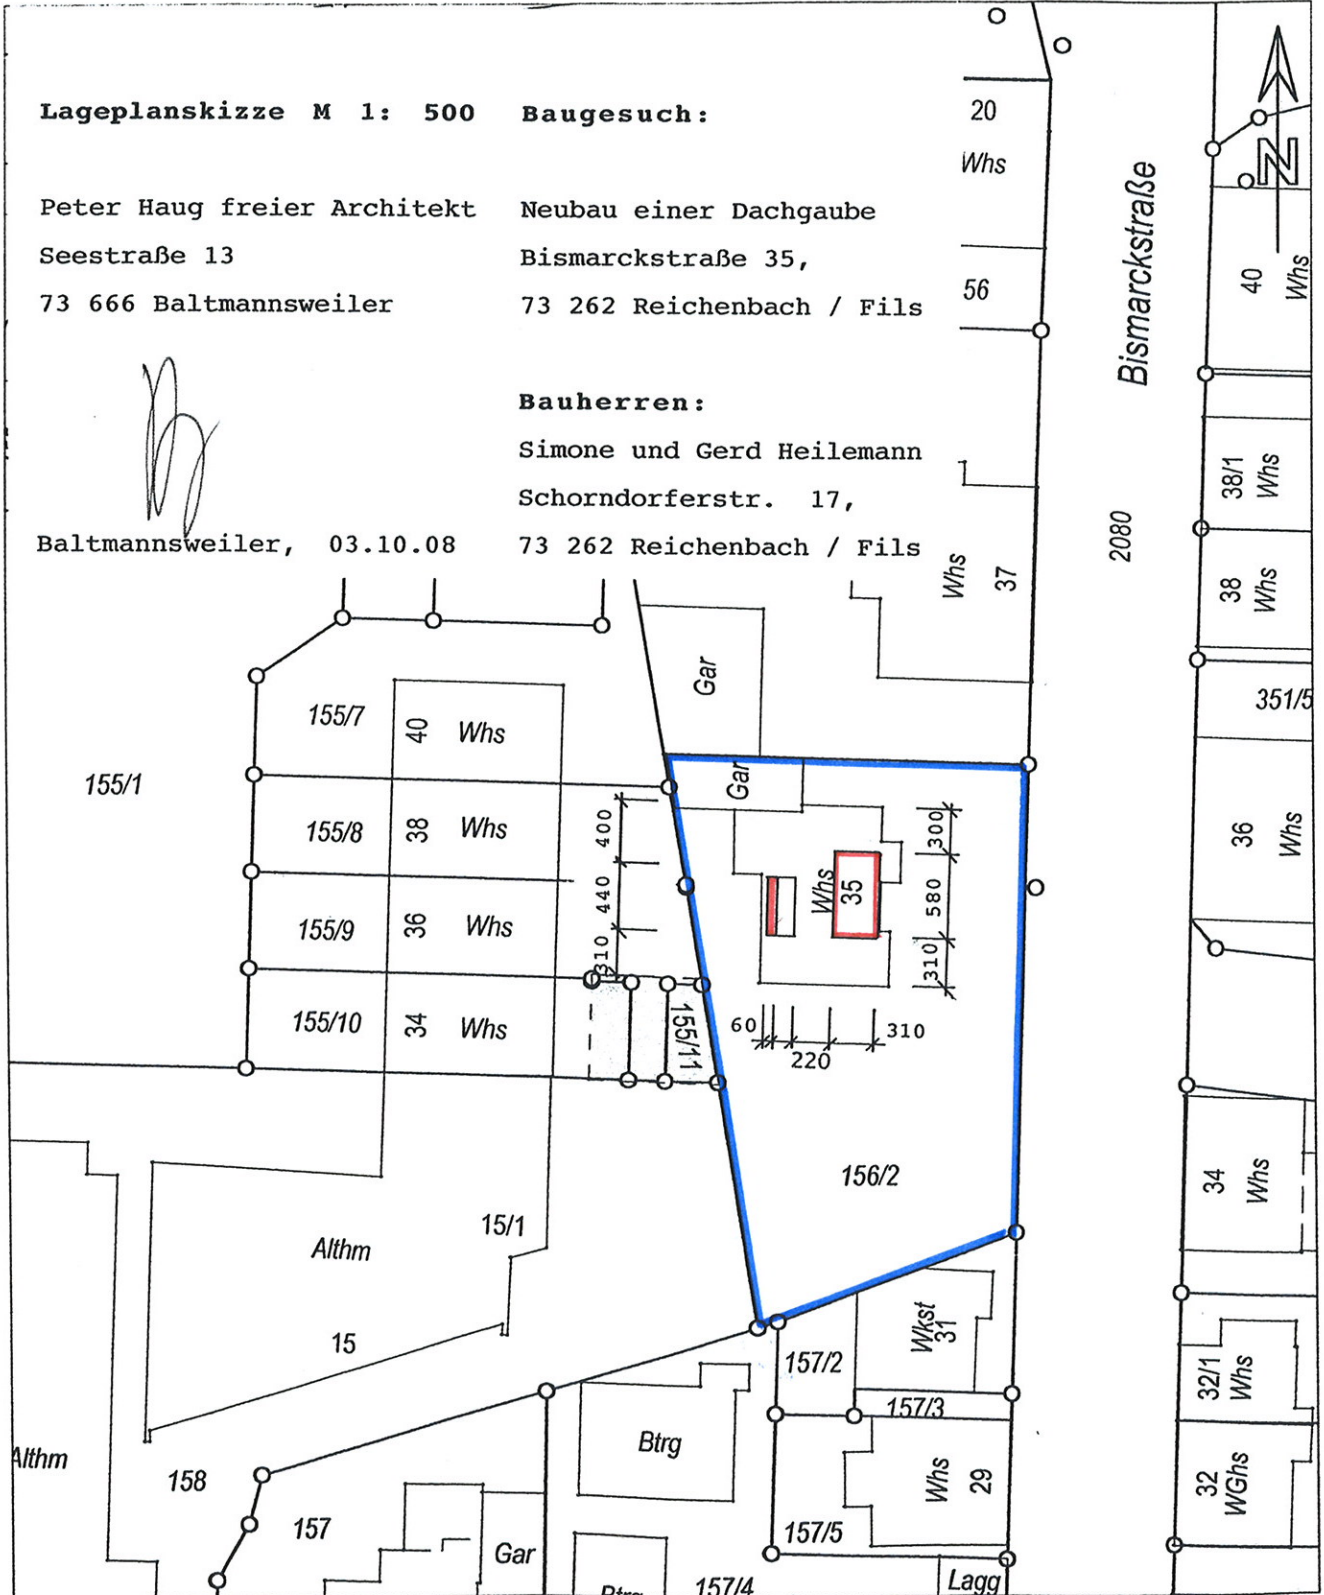 Lageplanskizze M 1: 500
Peter Haug freier Architekt
Seestraße 13
73 666 Baltmannsweiler
Baltmannsweiler, 03.10.08
Baugesuch:
Neubau einer Dachgaube
Bismarckstraße 35,
73 262 Reichenbach / Fils
Bauherren:
Simone und Gerd Heilemann
Schorndorferstr. 17,
73 262 Reichenbach / Fils
20
Whs
56
Whs
37
Bismarckstraße
2080
N
40
Whs
38/1
Whs
38
Whs
351/5
36
Whs
34
Whs
32/1
Whs
32
WGhs
Gar
155/1
155/7
40
Whs
155/8
38
Whs
155/9
36
Whs
155/10
34
Whs
400
440
310
155/11
Gar
Whs
35
300
580
310
60
220
310
156/2
15/1
Althm
15
Althm
158
157
Gar
Btrg
157/2
Wkst
31
157/3
Whs
29
157/5
157/4
Lagg